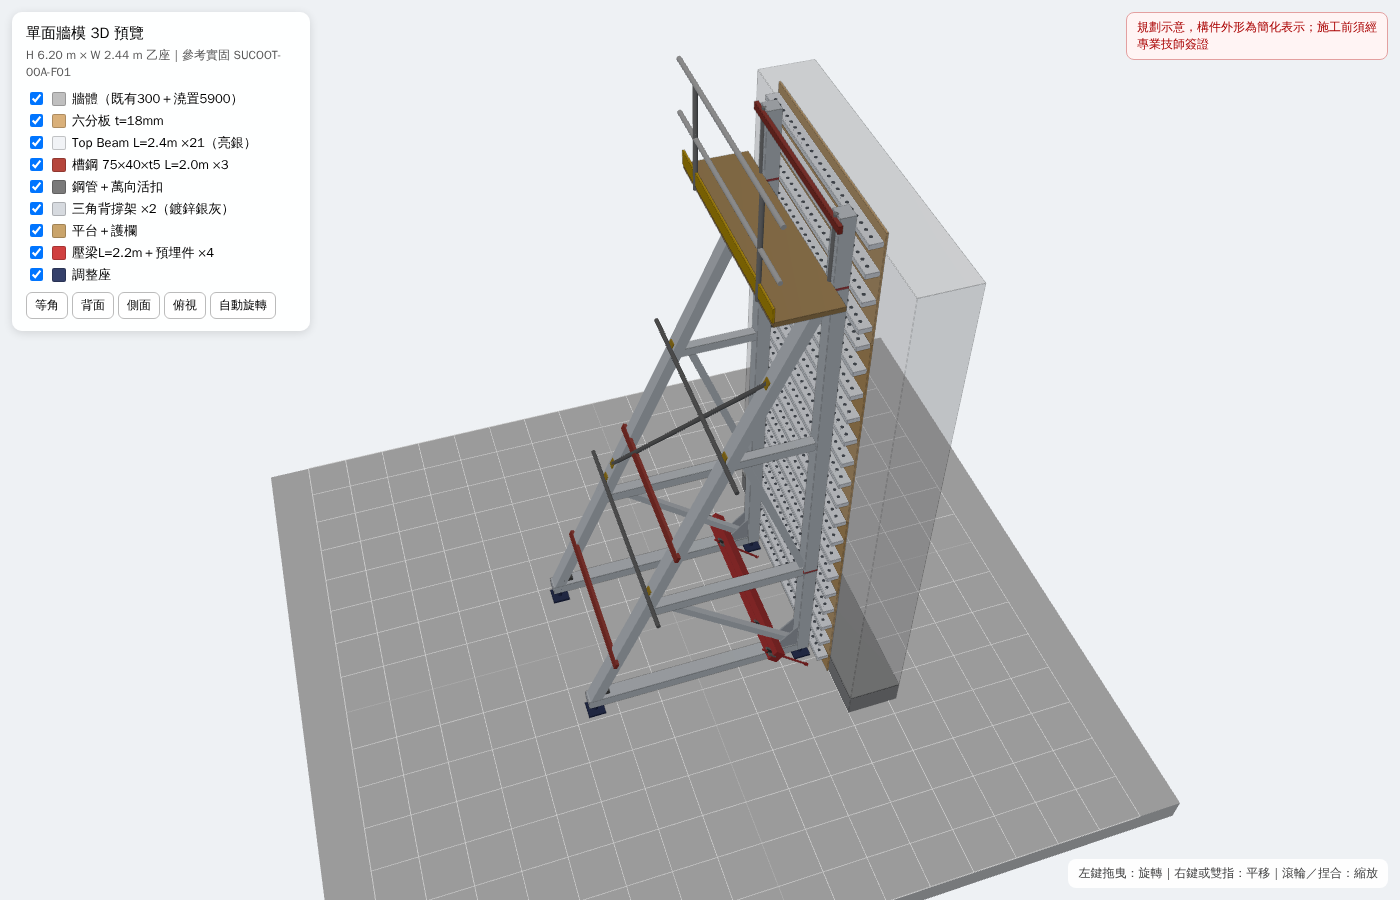 單面牆模 3D 預覽
H 6.20 m × W 2.44 m 乙座｜參考實固 SUCOOT-
00A-F01
牆體（既有300＋澆置5900）
六分板 t=18mm
Top Beam L=2.4m ×21（亮銀）
槽鋼 75×40×t5 L=2.0m ×3
鋼管＋萬向活扣
三角背撐架 ×2（鍍鋅銀灰）
平台＋護欄
壓梁L=2.2m＋預埋件 ×4
調整座
等角 背面 側面 俯視 自動旋轉
規劃示意，構件外形為簡化表示；施工前須經
專業技師簽證
左鍵拖曳：旋轉｜右鍵或雙指：平移｜滾輪／捏合：縮放